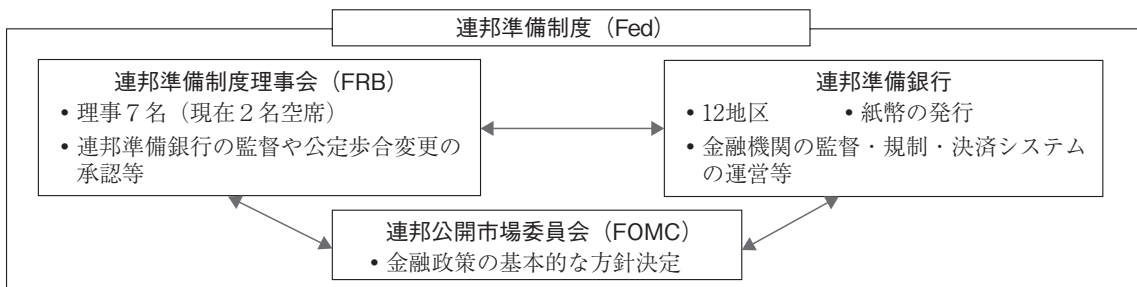 連邦準備制度（Fed）
連邦準備制度理事会（FRB）
• 理事７名（現在２名空席）
• 連邦準備銀行の監督や公定歩合変更の
承認等
連邦準備銀行
• 12地区　• 紙幣の発行
• 金融機関の監督・規制・決済システム
の運営等
連邦公開市場委員会（FOMC）
• 金融政策の基本的な方針決定